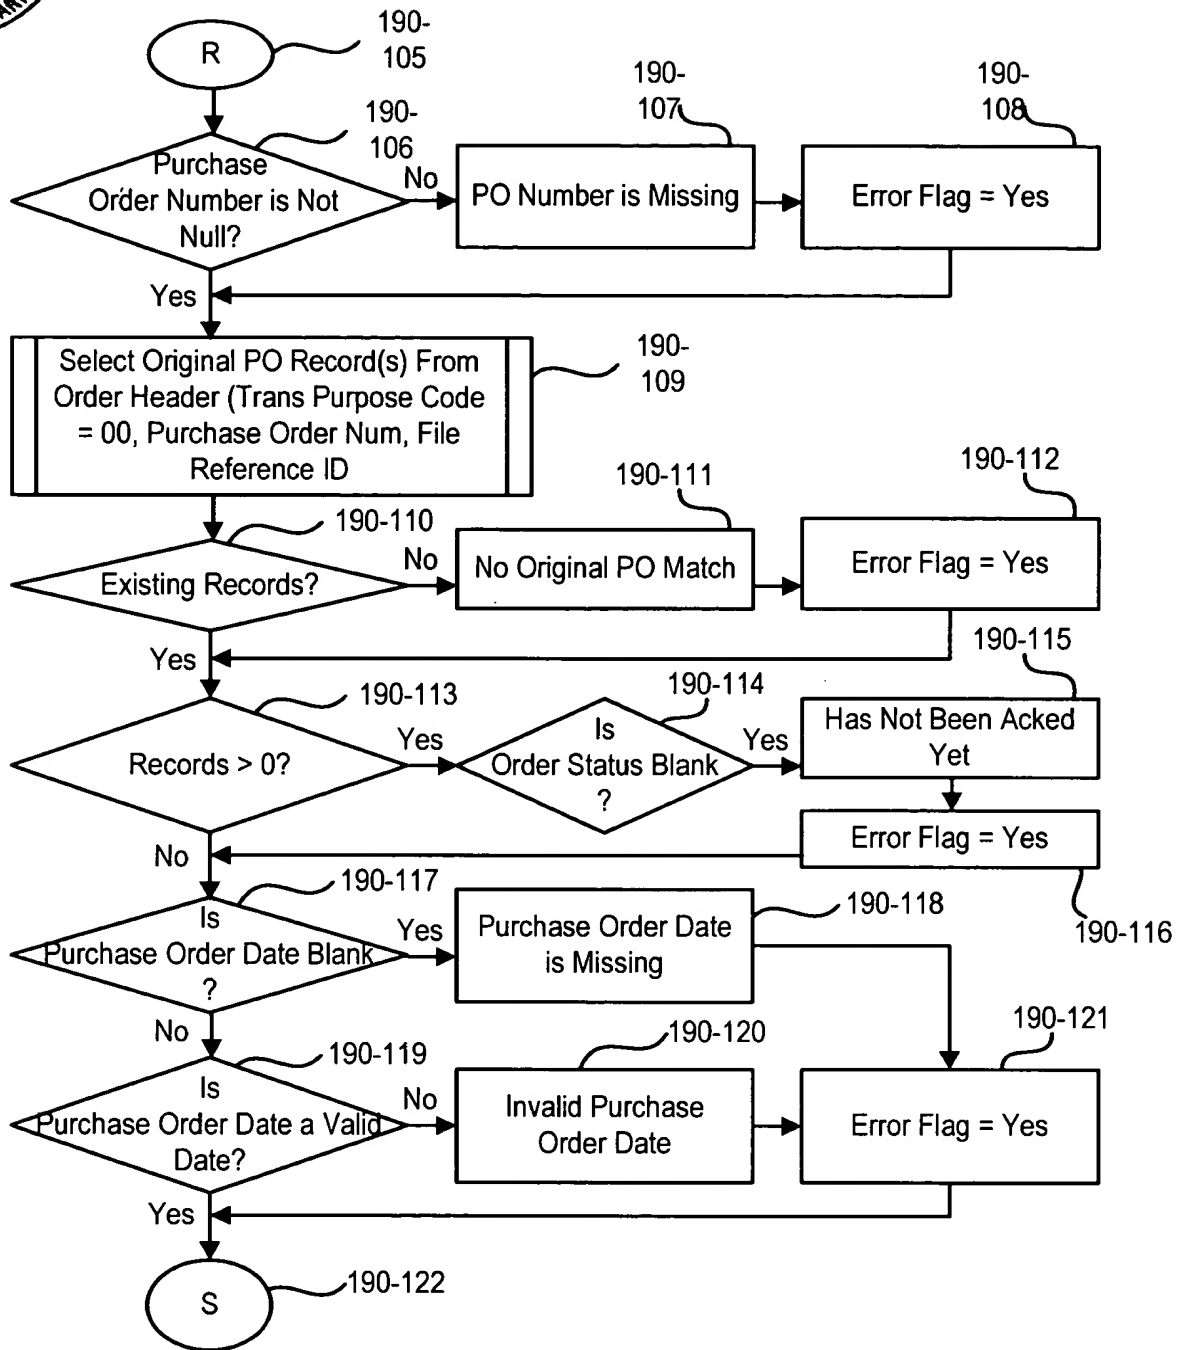 190-
105
R
190-
106
190-
107
190-
108
Purchase
Order Number is Not
Null?
No
PO Number is Missing
Error Flag = Yes
Yes
Select Original PO Record(s) From
Order Header (Trans Purpose Code
= 00, Purchase Order Num, File
Reference ID
190-
109
190-110
190-111
190-112
Existing Records?
No
No Original PO Match
Error Flag = Yes
Yes
190-113
190-114
190-115
Records > 0?
Yes
Is
Order Status Blank
?
Yes
Has Not Been Acked
Yet
Error Flag = Yes
190-116
No
190-117
Is
Purchase Order Date Blank
?
Yes
Purchase Order Date
is Missing
190-118
No
190-119
190-120
190-121
Is
Purchase Order Date a Valid
Date?
No
Invalid Purchase
Order Date
Error Flag = Yes
Yes
S
190-122